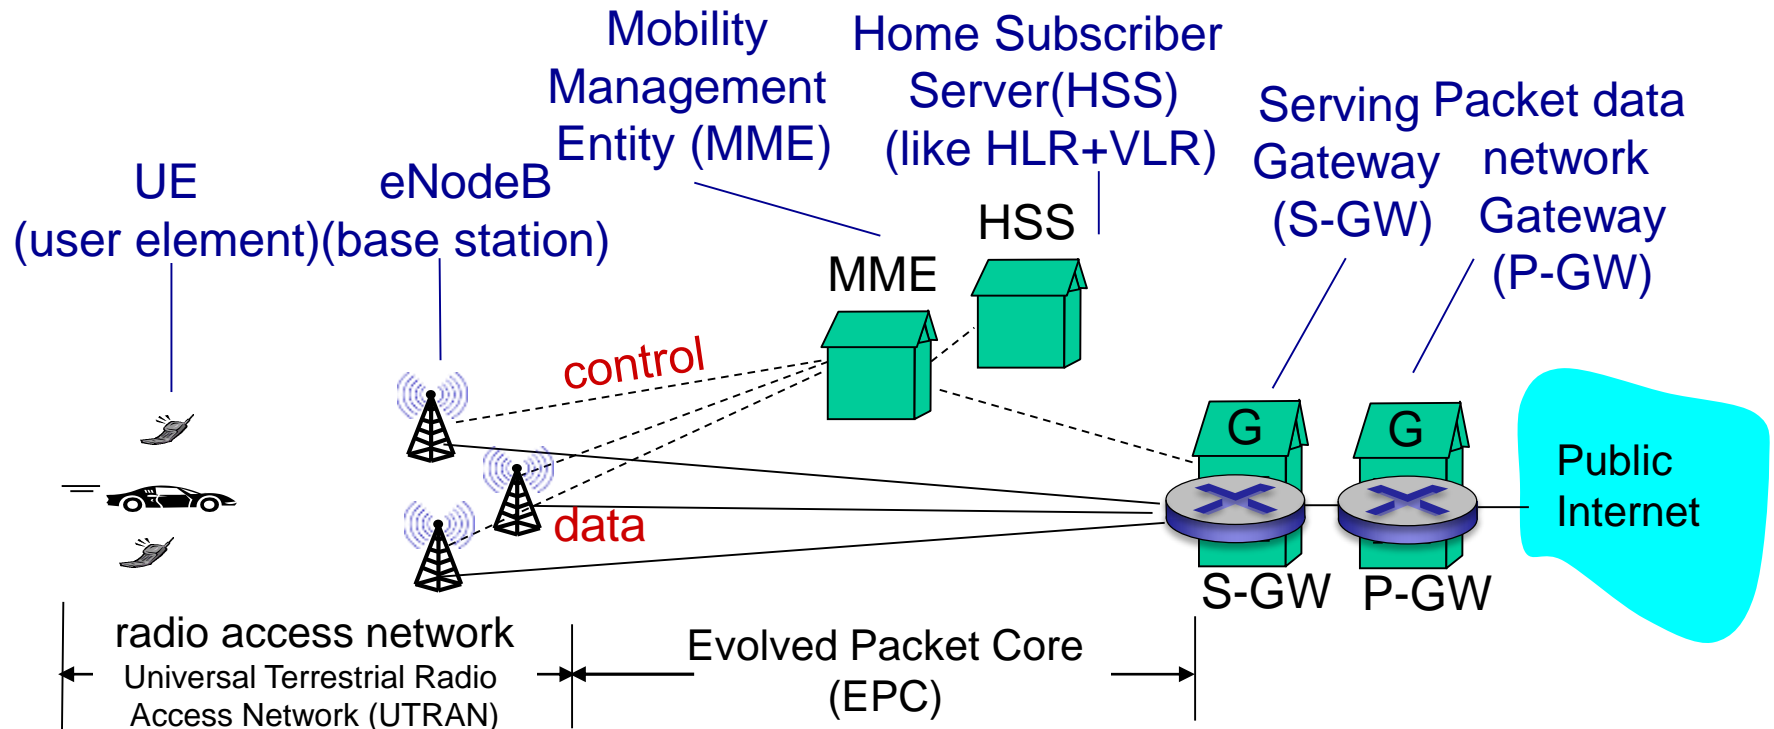 Mobility
Management
Entity (MME)
Home Subscriber
Server(HSS)
(like HLR+VLR)
Serving
Gateway
(S-GW)
Packet data
network
Gateway
(P-GW)
UE
(user element)
eNodeB
(base station)
HSS
MME
control
data
G
G
Public
Internet
S-GW
P-GW
radio access network
Universal Terrestrial Radio
Access Network (UTRAN)
Evolved Packet Core
(EPC)